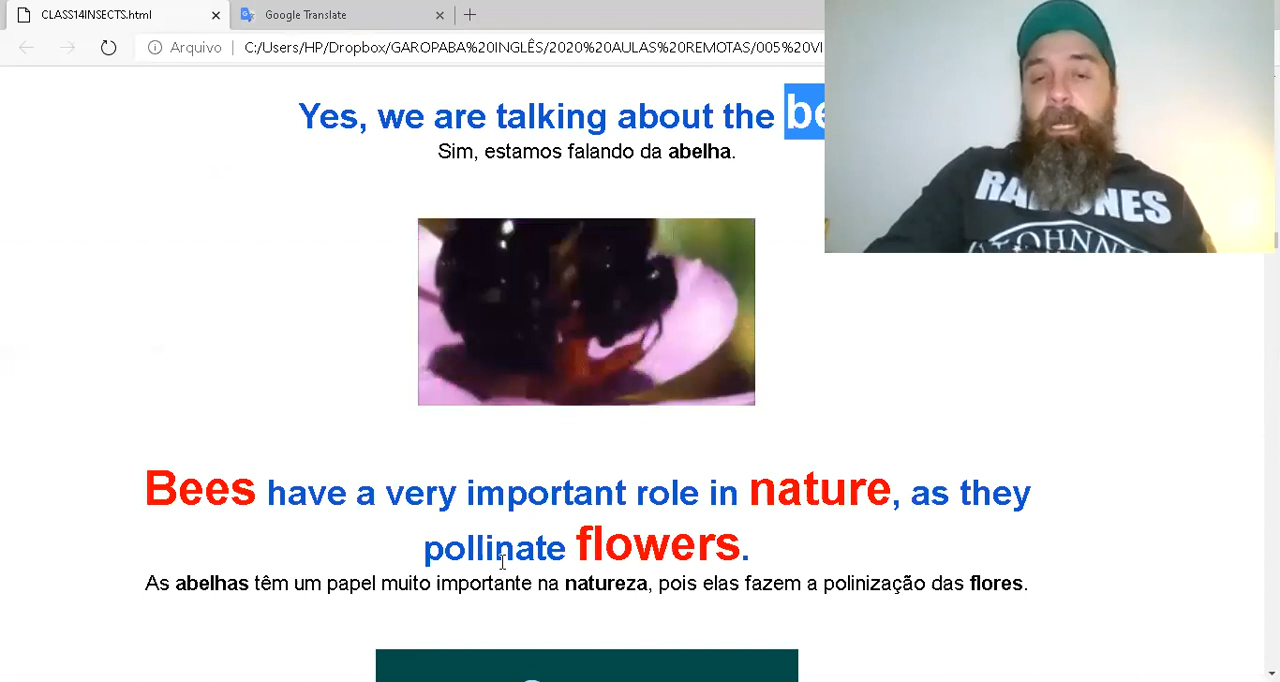 CLASS14INSECTS.html
Google Translate
Arquivo
C:/Users/HP/Dropbox/GAROPABA%20INGLÊS/2020%20AULAS%20REMOTAS/005%20VI
Yes, we are talking about the be
Sim, estamos falando da abelha.
RAMONES
JOHNN
Bees have a very important role in nature, as they
pollinate flowers.
As abelhas têm um papel muito importante na natureza, pois elas fazem a polinização das flores.